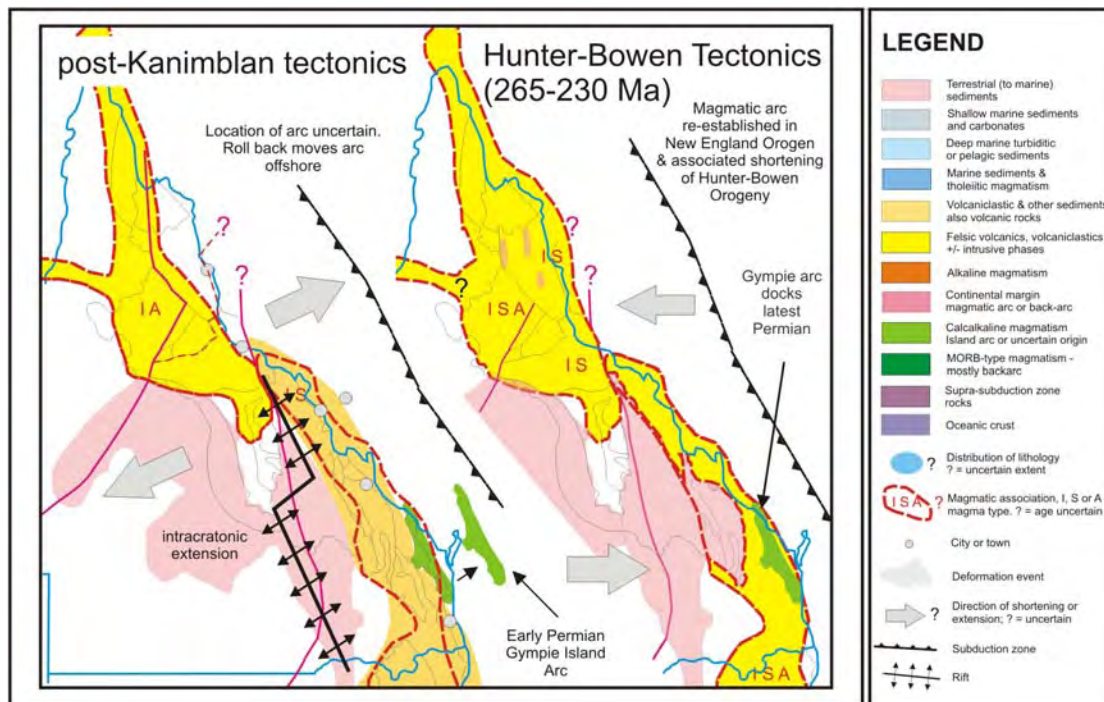 post-Kanimblan tectonics
Location of arc uncertain.
Roll back moves arc
offshore
?
?
I A
I S
intracratonic
extension
Early Permian
Gympie Island
Arc
Hunter-Bowen Tectonics
(265-230 Ma)
Magmatic arc
re-established in
New England Orogen
& associated shortening
of Hunter-Bowen
Orogeny
?
I S
?
?
I S A
I S
Gympie arc
docks
latest
Permian
I S A
LEGEND
Terrestrial (to marine)
sediments
Shallow marine sediments
and carbonates
Deep marine turbiditic
or pelagic sediments
Marine sediments &
tholeiitic magmatism
Volcaniclastic & other sediments
also volcanic rocks
Felsic volcanics, volcaniclastics
+/- intrusive phases
Alkaline magmatism
Continental margin
magmatic arc or back-arc
Calcalkaline magmatism
Island arc or uncertain origin
MORB-type magmatism -
mostly backarc
Supra-subduction zone
rocks
Oceanic crust
? Distribution of lithology
? = uncertain extent
I S A ? Magmatic association, I, S or A
magma type. ? = age uncertain
City or town
Deformation event
? Direction of shortening or
extension; ? = uncertain
Subduction zone
Rift